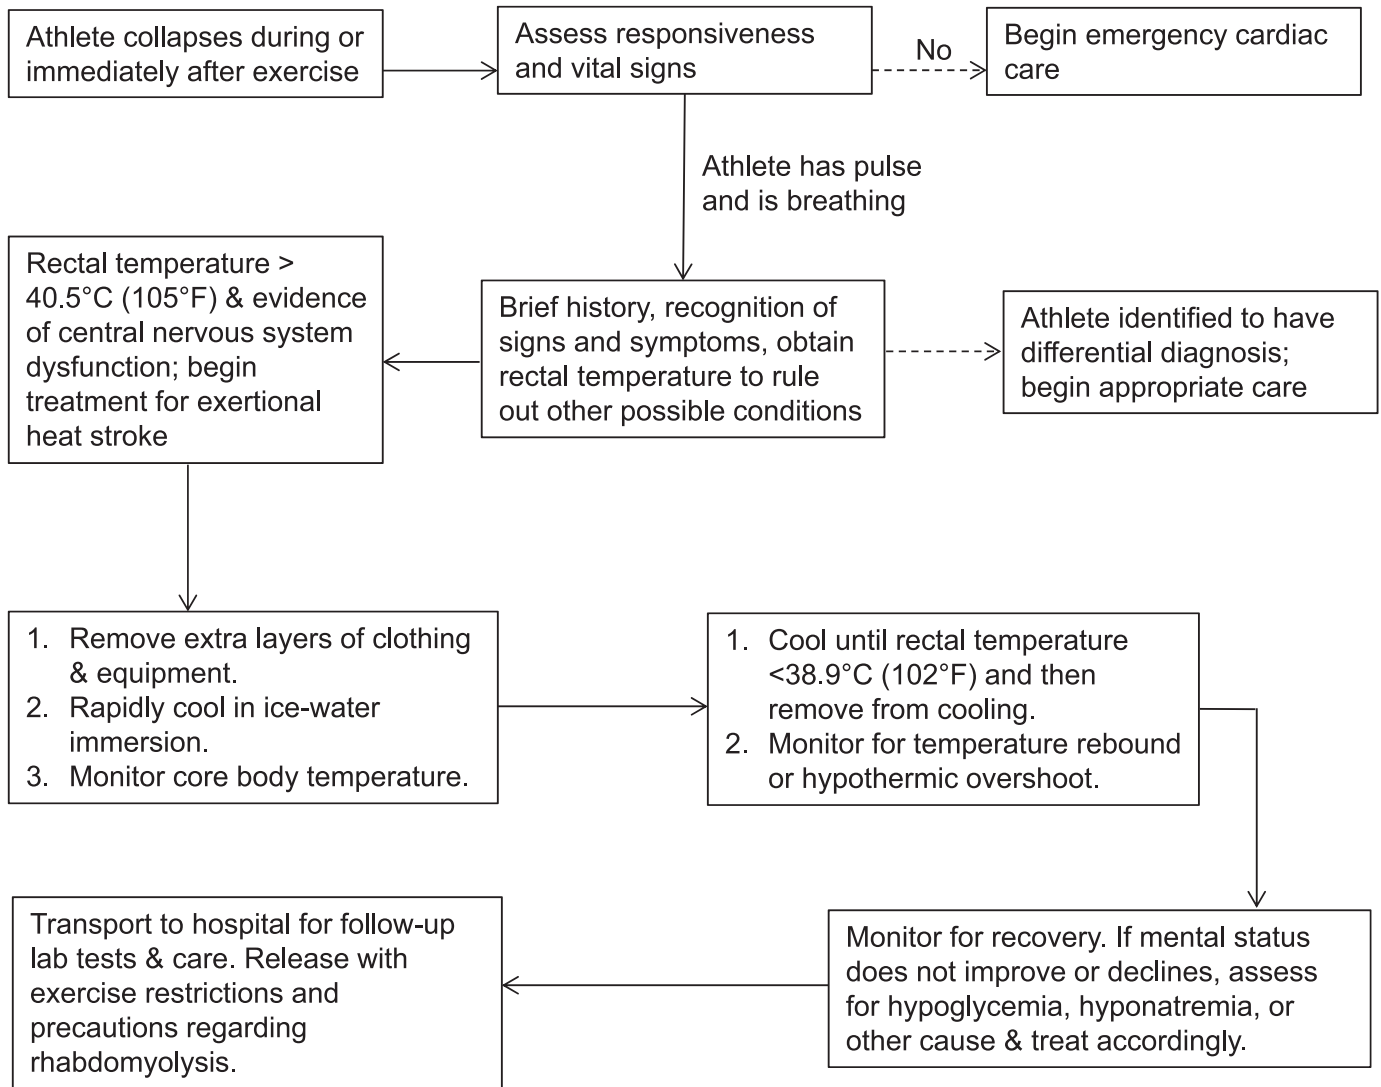 Athlete collapses during or
immediately after exercise
Assess responsiveness
and vital signs
No
Begin emergency cardiac
care
Athlete has pulse
and is breathing
Rectal temperature >
40.5°C (105°F) & evidence
of central nervous system
dysfunction; begin
treatment for exertional
heat stroke
Brief history, recognition of
signs and symptoms, obtain
rectal temperature to rule
out other possible conditions
Athlete identified to have
differential diagnosis;
begin appropriate care
1. Remove extra layers of clothing
& equipment.
2. Rapidly cool in ice-water
immersion.
3. Monitor core body temperature.
1. Cool until rectal temperature
<38.9°C (102°F) and then
remove from cooling.
2. Monitor for temperature rebound
or hypothermic overshoot.
Transport to hospital for follow-up
lab tests & care. Release with
exercise restrictions and
precautions regarding
rhabdomyolysis.
Monitor for recovery. If mental status
does not improve or declines, assess
for hypoglycemia, hyponatremia, or
other cause & treat accordingly.